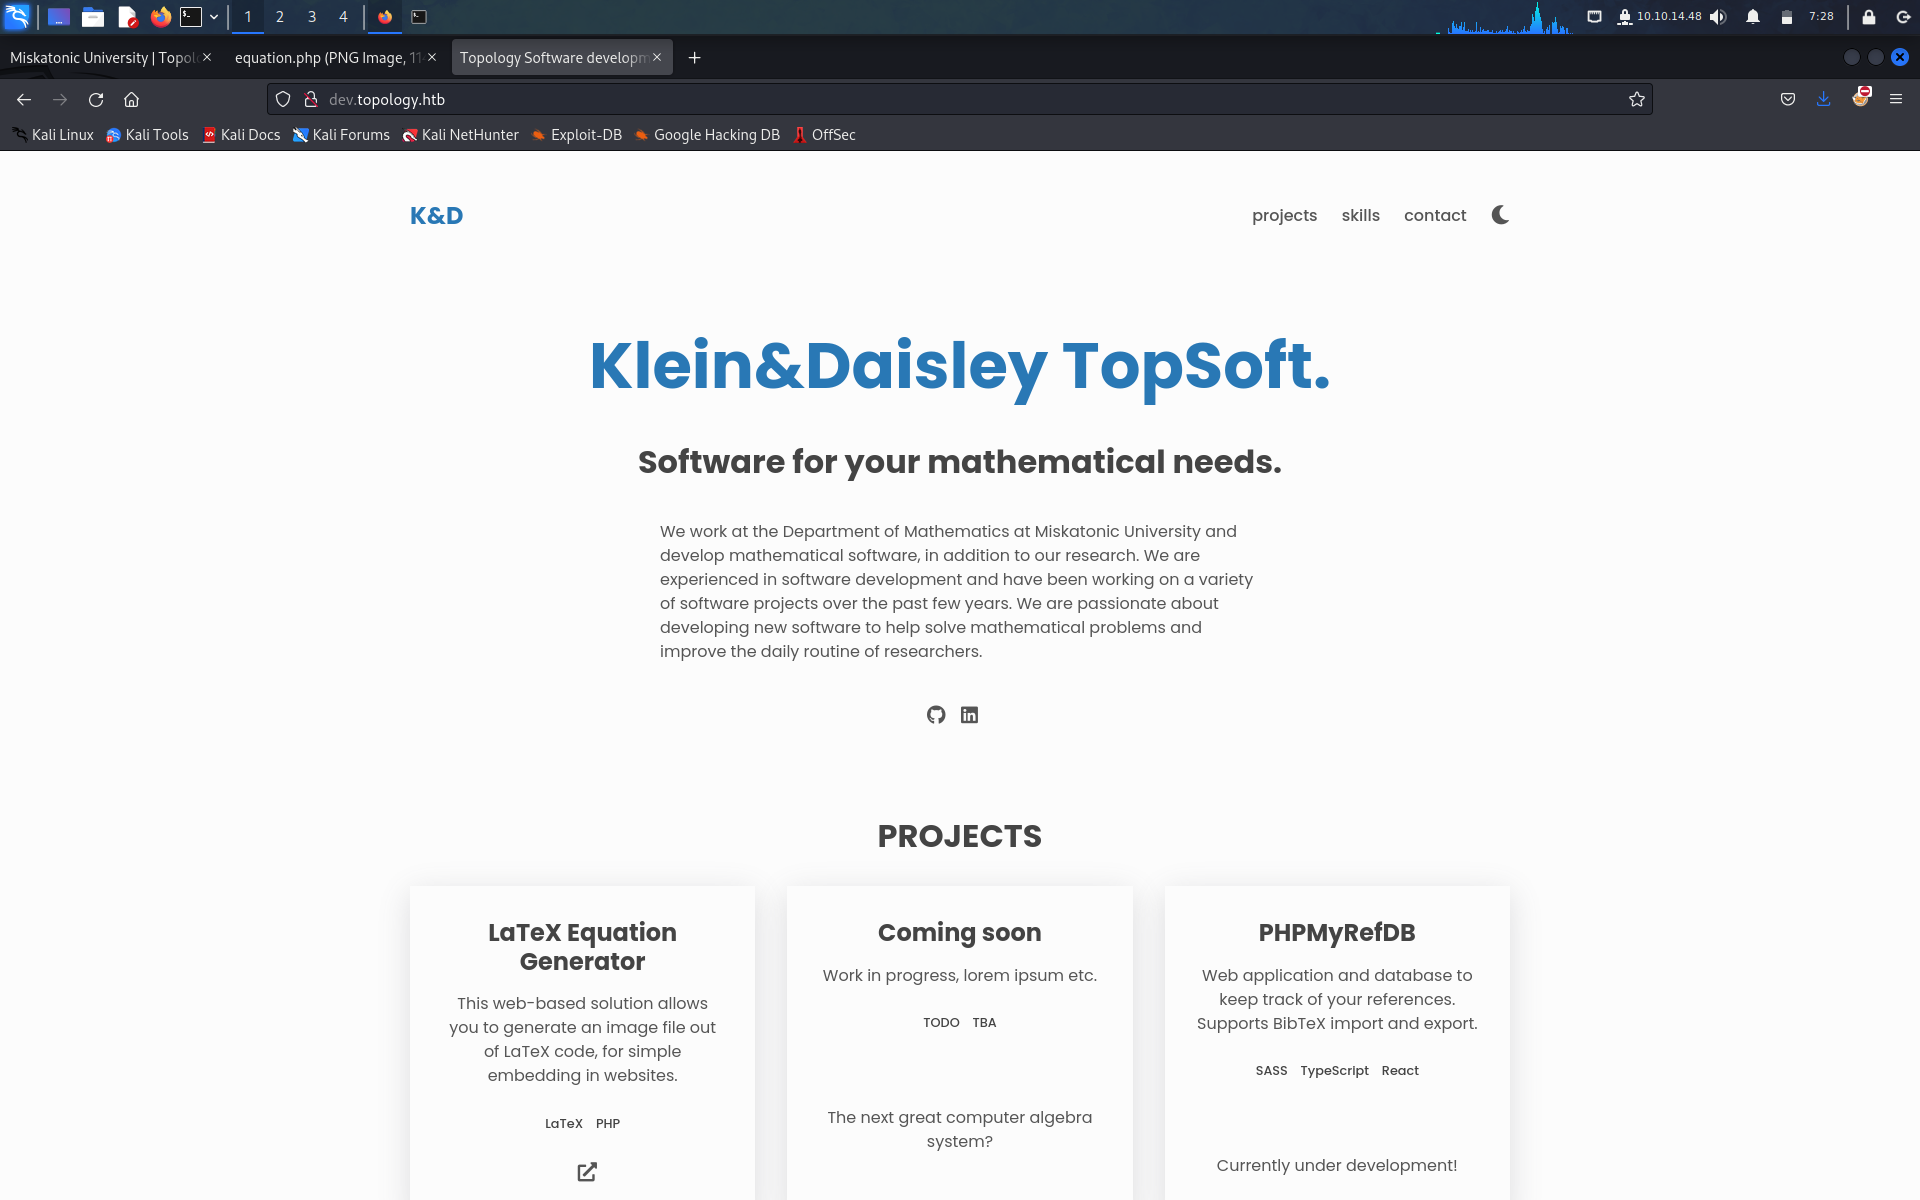 1 2 3 4
10.10.14.48
7:28
Miskatonic University | Topol
equation.php (PNG Image, 11
Topology Software developm
dev.topology.htb
Kali Linux Kali Tools Kali Docs Kali Forums Kali NetHunter Exploit-DB Google Hacking DB OffSec
K&D
projects skills contact
Klein&Daisley TopSoft.
Software for your mathematical needs.
We work at the Department of Mathematics at Miskatonic University and
develop mathematical software, in addition to our research. We are
experienced in software development and have been working on a variety
of software projects over the past few years. We are passionate about
developing new software to help solve mathematical problems and
improve the daily routine of researchers.
PROJECTS
LaTeX Equation
Generator
This web-based solution allows
you to generate an image file out
of LaTeX code, for simple
embedding in websites.
LaTeX PHP
Coming soon
Work in progress, lorem ipsum etc.
TODO TBA
The next great computer algebra
system?
PHPMyRefDB
Web application and database to
keep track of your references.
Supports BibTeX import and export.
SASS TypeScript React
Currently under development!